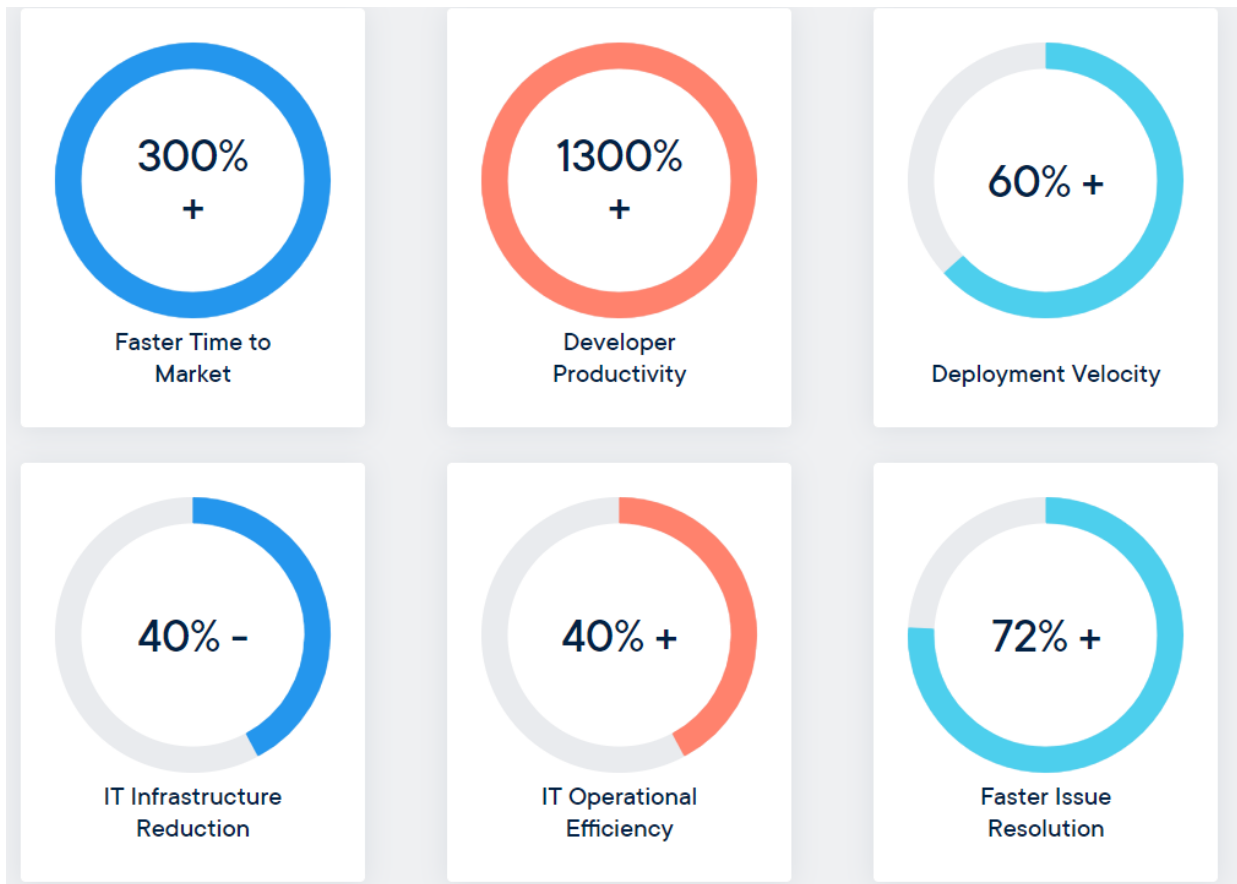 300%
+
Faster Time to
Market
1300%
+
Developer
Productivity
60% +
Deployment Velocity
40% -
IT Infrastructure
Reduction
40% +
IT Operational
Efficiency
72% +
Faster Issue
Resolution